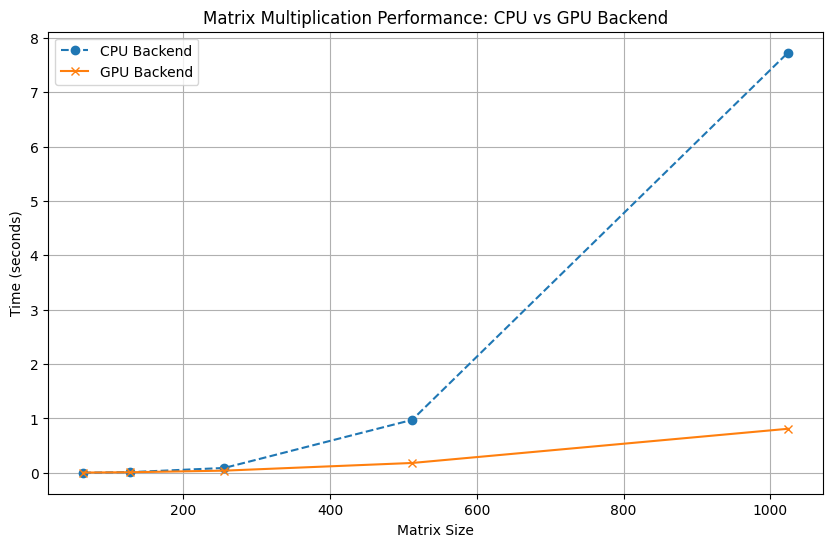 Matrix Multiplication Performance: CPU vs GPU Backend
CPU Backend
GPU Backend
8
7
6
5
4
3
2
1
0
Time (seconds)
200 400 600 800 1000
Matrix Size